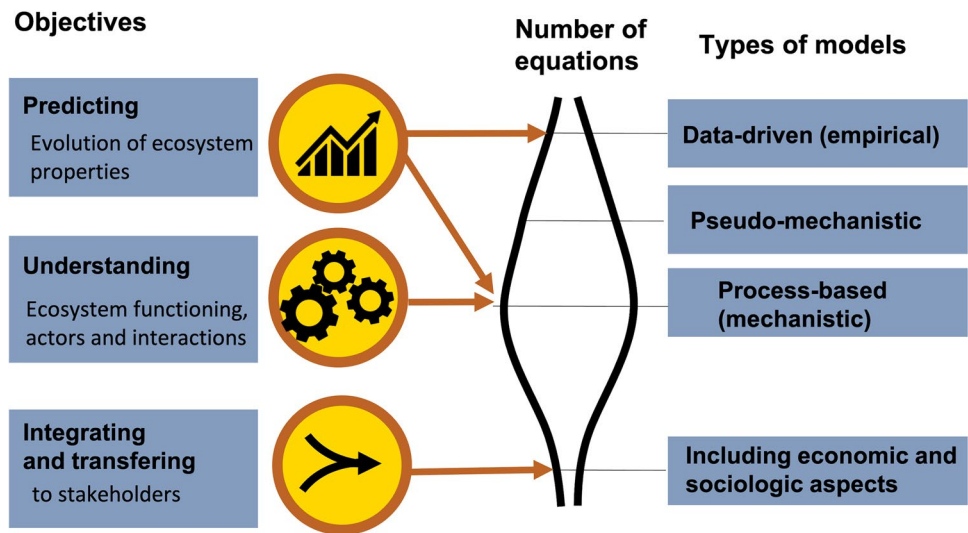 Objectives
Number of
equations
Types of models
Predicting
Evolution of ecosystem
properties
Data-driven (empirical)
Pseudo-mechanistic
Understanding
Ecosystem functioning,
actors and interactions
Process-based
(mechanistic)
Integrating
and transfering
to stakeholders
Including economic and
sociologic aspects